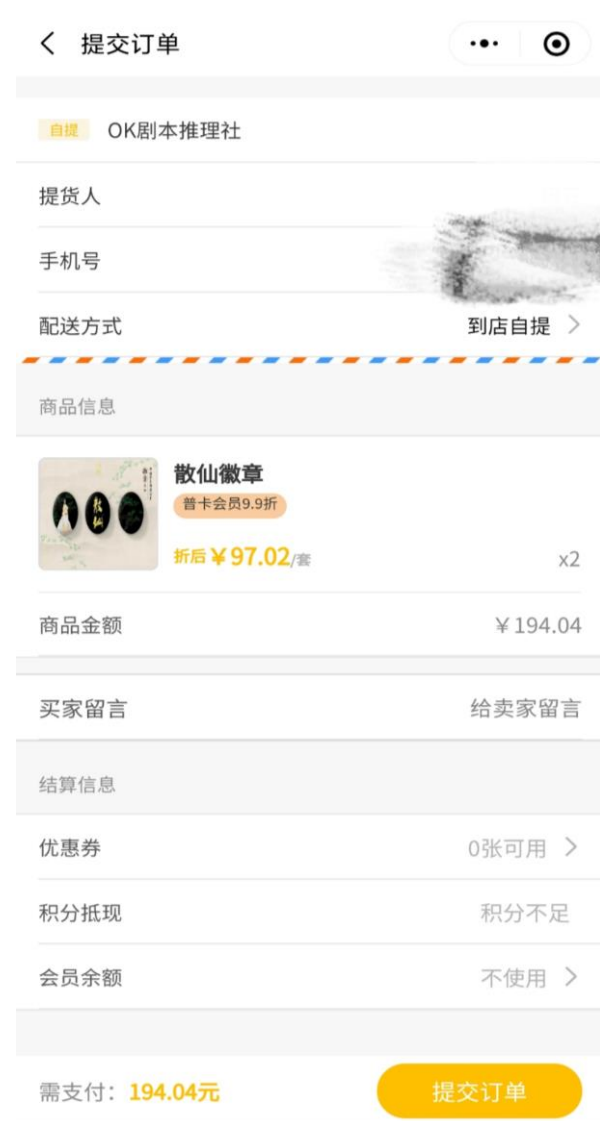 提交订单
自提 OK剧本推理社
提货人
手机号
配送方式 到店自提
商品信息
散仙徽章
普卡会员9.9折
折后￥97.02/套 x2
商品金额 ￥194.04
买家留言 给卖家留言
结算信息
优惠券 0张可用
积分抵现 积分不足
会员余额 不使用
需支付：194.04元 提交订单
散仙